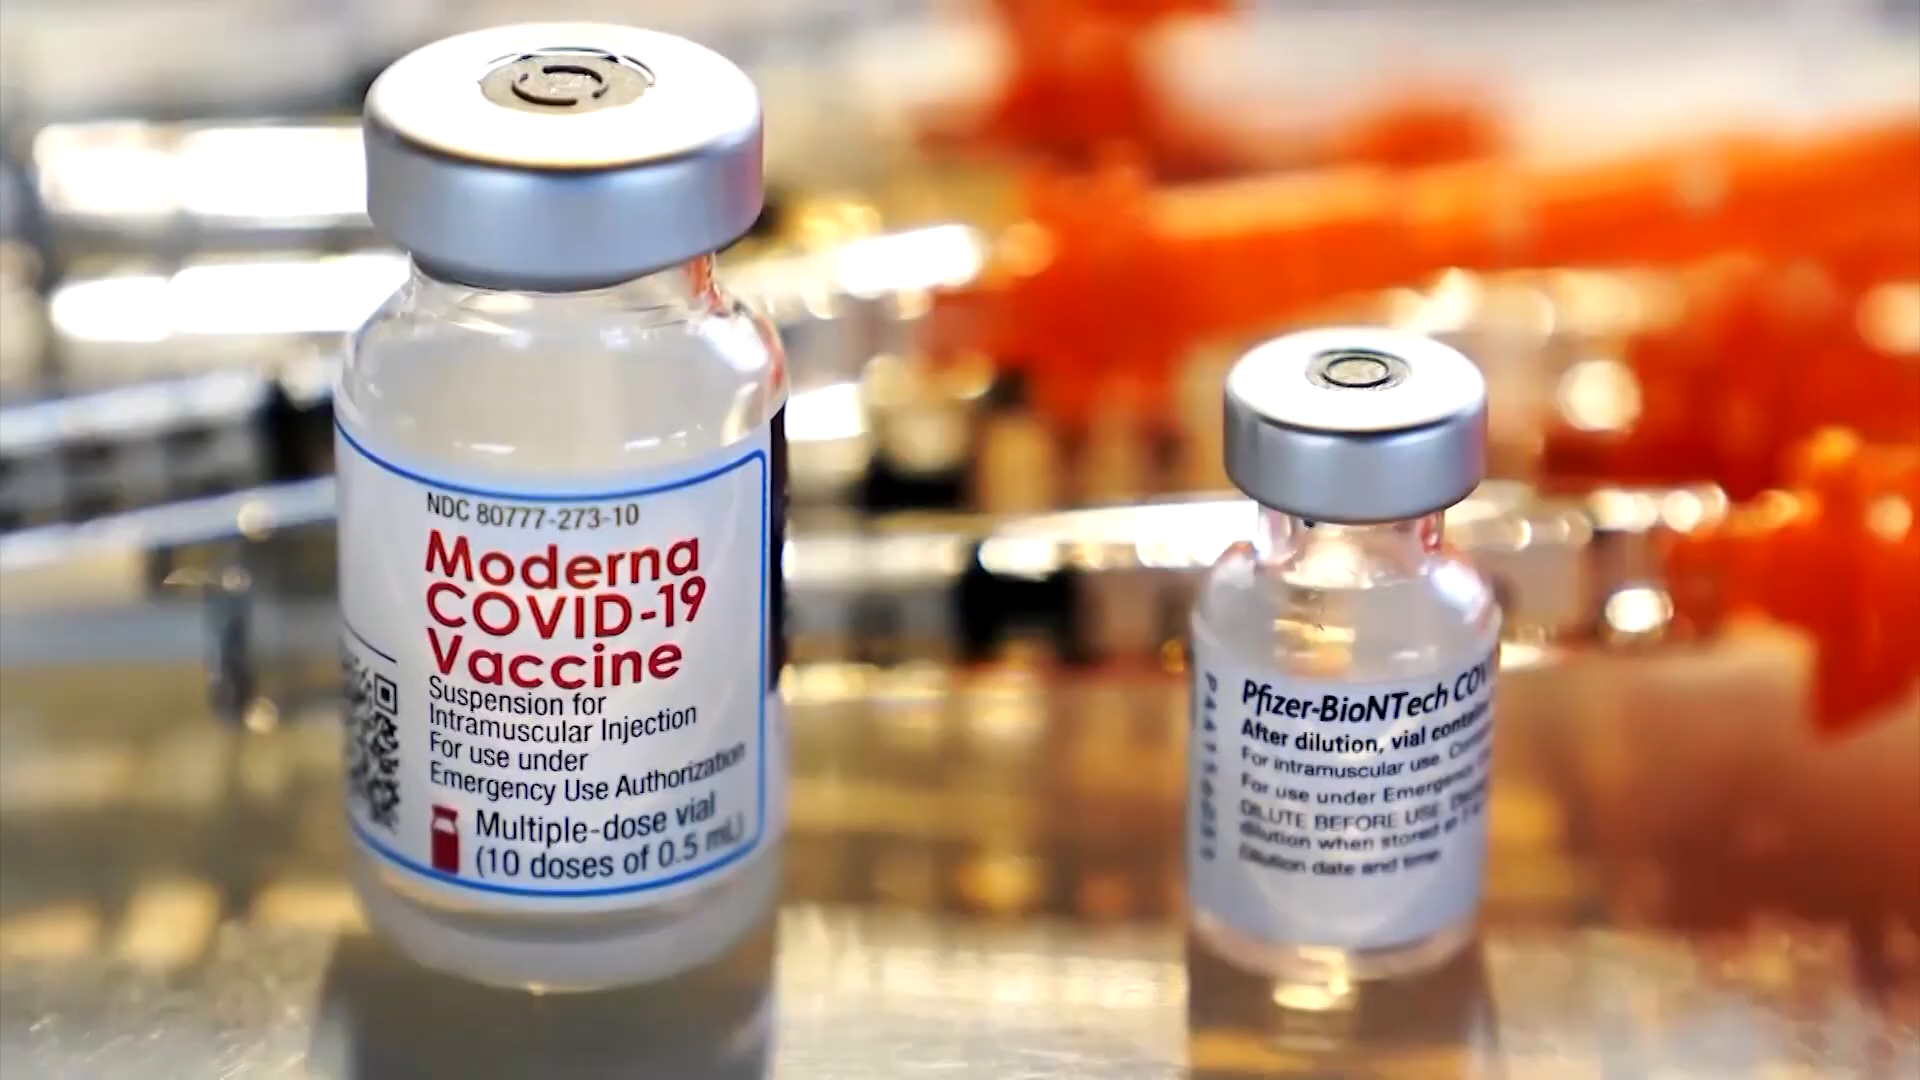 NDC 80777-273-10
Moderna
COVID-19
Vaccine
Suspension for
Intramuscular Injection
For use under
Emergency Use Authorization
Multiple-dose vial
(10 doses of 0.5 mL)
Pfizer-BioNTech COV
After dilution, vial
For intramuscular use.
For use under Emergency
DILUTE BEFORE USE.
dilution when stored
Dilution date and time